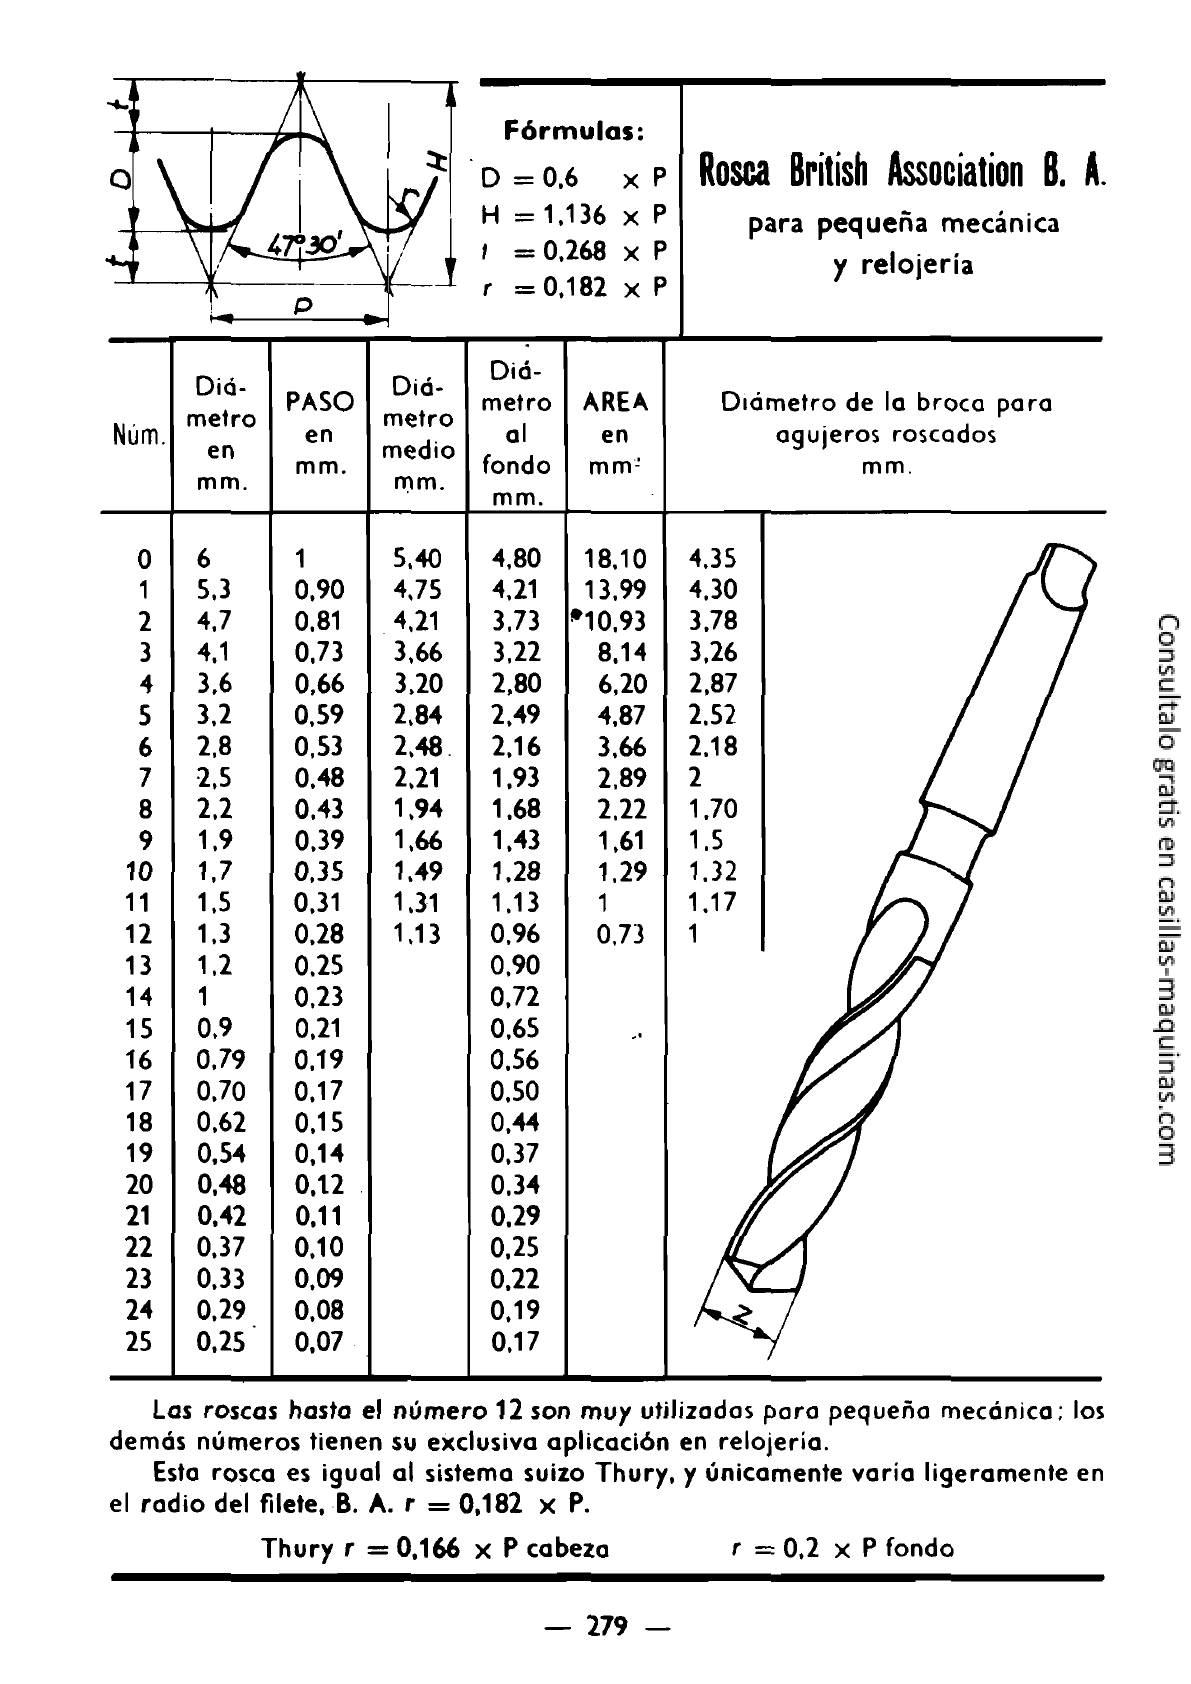 t
D
t
H
r
47°30'
P
Fórmulas:
D = 0,6 x P
H = 1,136 x P
t = 0,268 x P
r = 0,182 x P
Rosca British Association B. A.
para pequeña mecánica
y relojería
Núm.
Diá-
metro
en
mm.
PASO
en
mm.
Diá-
metro
medio
mm.
Diá-
metro
al
fondo
mm.
AREA
en
mm²
Diámetro de la broca para
agujeros roscados
mm.
0 6 1 5,40 4,80 18,10 4,35
1 5,3 0,90 4,75 4,21 13,99 4,30
2 4,7 0,81 4,21 3,73 10,93 3,78
3 4,1 0,73 3,66 3,22 8,14 3,26
4 3,6 0,66 3,20 2,80 6,20 2,87
5 3,2 0,59 2,84 2,49 4,87 2,52
6 2,8 0,53 2,48 2,16 3,66 2,18
7 2,5 0,48 2,21 1,93 2,89 2
8 2,2 0,43 1,94 1,68 2,22 1,70
9 1,9 0,39 1,66 1,43 1,61 1,5
10 1,7 0,35 1,49 1,28 1,29 1,32
11 1,5 0,31 1,31 1,13 1 1,17
12 1,3 0,28 1,13 0,96 0,73 1
13 1,2 0,25 0,90
14 1 0,23 0,72
15 0,9 0,21 0,65
16 0,79 0,19 0,56
17 0,70 0,17 0,50
18 0,62 0,15 0,44
19 0,54 0,14 0,37
20 0,48 0,12 0,34
21 0,42 0,11 0,29
22 0,37 0,10 0,25
23 0,33 0,09 0,22
24 0,29 0,08 0,19
25 0,25 0,07 0,17
Z
Las roscas hasta el número 12 son muy utilizadas para pequeña mecánica; los
demás números tienen su exclusiva aplicación en relojería.
Esta rosca es igual al sistema suizo Thury, y únicamente varía ligeramente en
el radio del filete, B. A. r = 0,182 x P.
Thury r = 0,166 x P cabeza r = 0,2 x P fondo
— 279 —
Consultalo gratis en casillas-maquinas.com